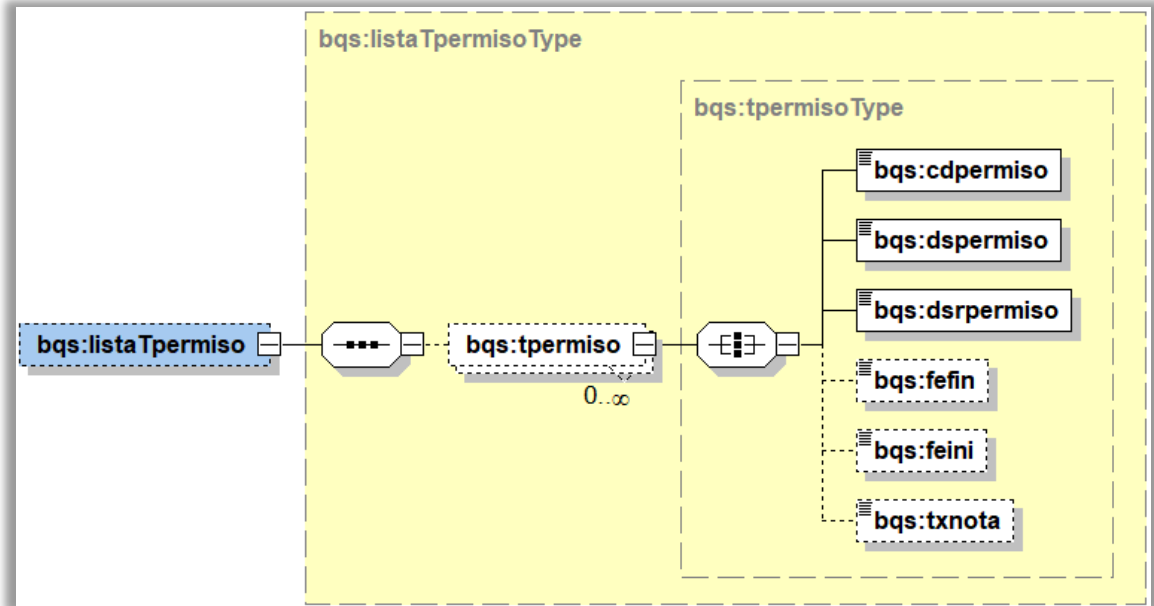 bqs:listaTpermisoType
bqs:tpermisoType
bqs:cdpermiso
bqs:dspermiso
bqs:dsrpermiso
bqs:listaTpermiso
bqs:tpermiso
0..∞
bqs:fefin
bqs:feini
bqs:txnota